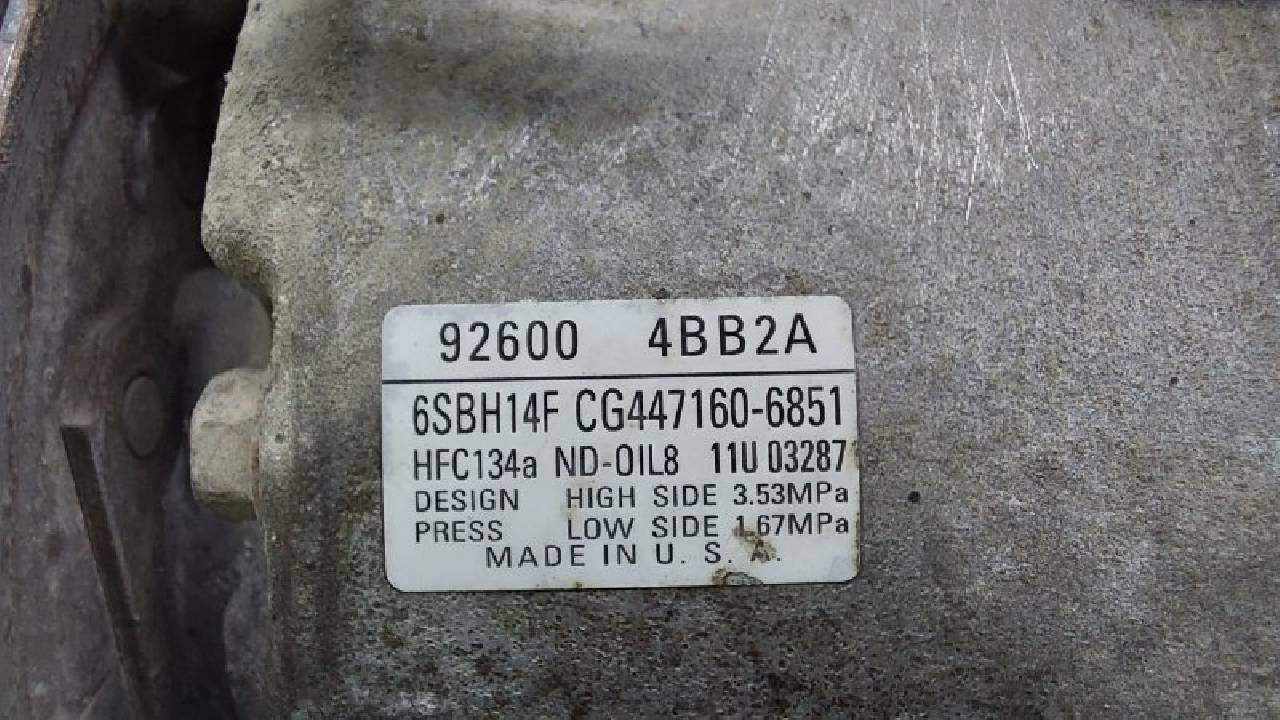 92600 4BB2A
6SBH14F CG447160-6851
HFC134a ND-OIL8 11U 03287
DESIGN HIGH SIDE 3.53MPa
PRESS LOW SIDE 1.67MPa
MADE IN U. S. A.